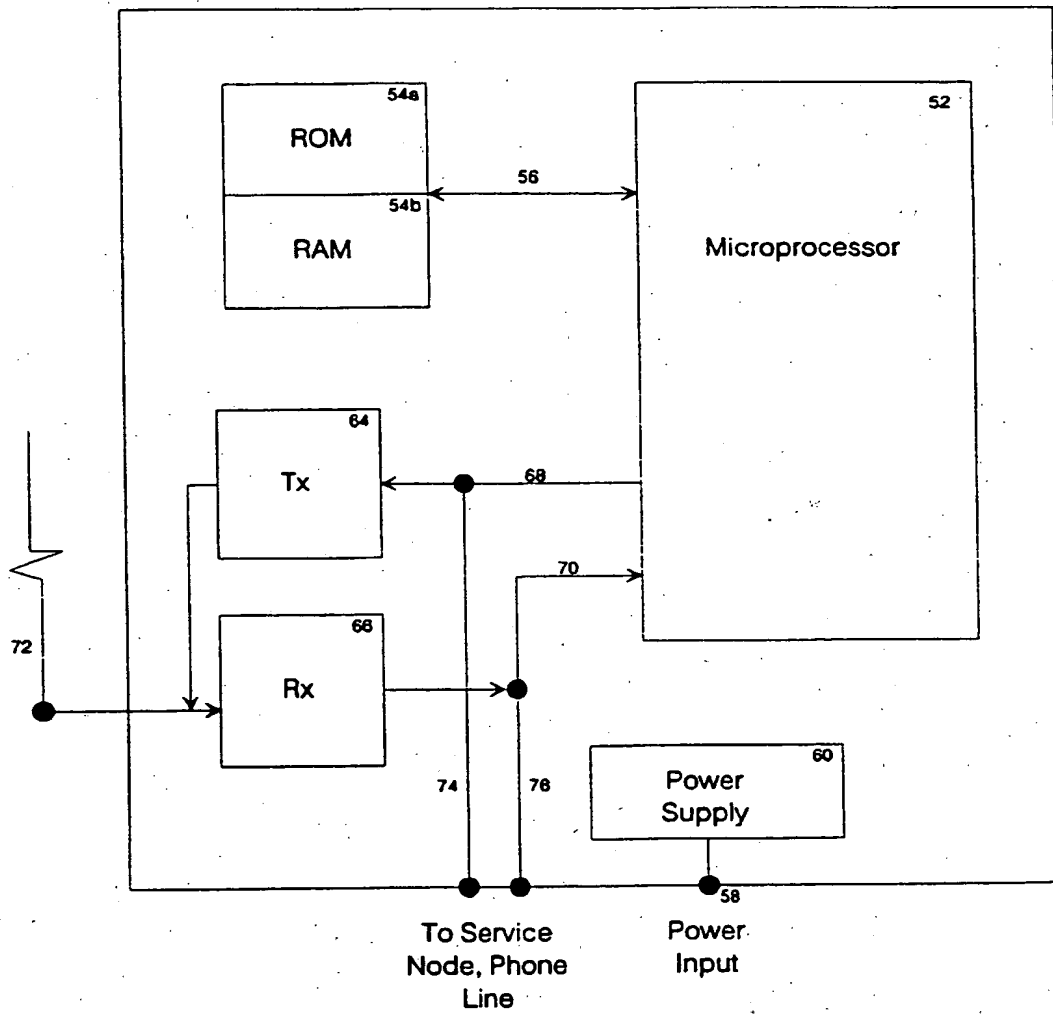 54a
ROM
54b
RAM
56
52
Microprocessor
64
Tx
68
70
66
Rx
72
74
76
60
Power
Supply
58
To Service
Node, Phone
Line
Power
Input